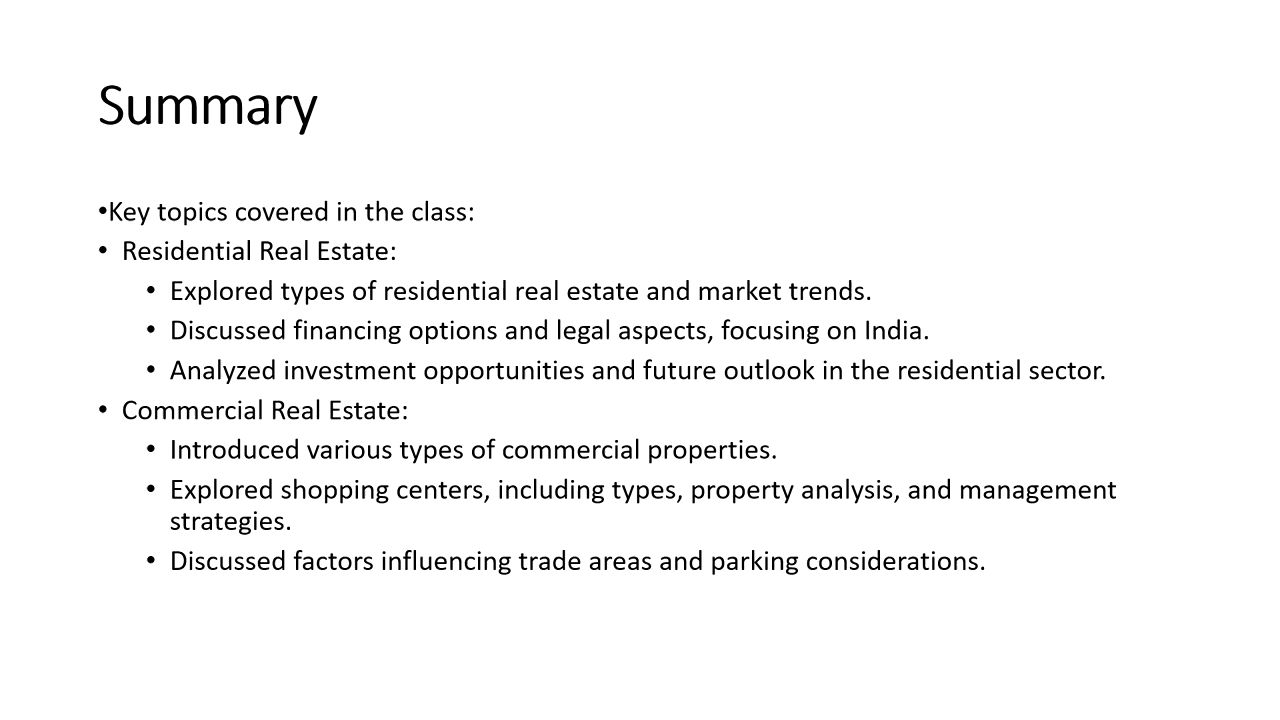 Summary
•Key topics covered in the class:
• Residential Real Estate:
• Explored types of residential real estate and market trends.
• Discussed financing options and legal aspects, focusing on India.
• Analyzed investment opportunities and future outlook in the residential sector.
• Commercial Real Estate:
• Introduced various types of commercial properties.
• Explored shopping centers, including types, property analysis, and management
strategies.
• Discussed factors influencing trade areas and parking considerations.